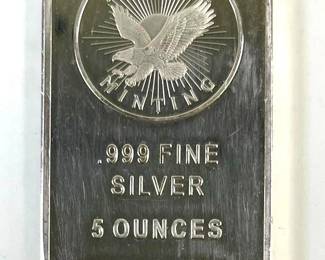 MINTING
.999 FINE
SILVER
5 OUNCES